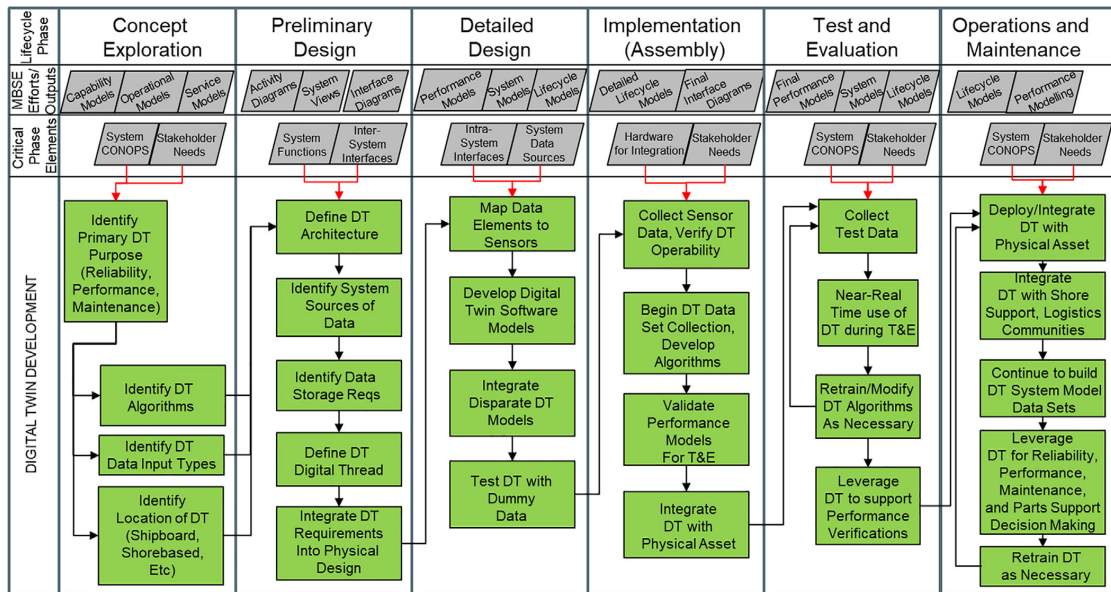 Lifecycle
Phase
Concept
Exploration
Preliminary
Design
Detailed
Design
Implementation
(Assembly)
Test and
Evaluation
Operations and
Maintenance
MBSE
Efforts/
Outputs
Capability
Models
Operational
Models
Service
Models
Activity
Diagrams
System
Views
Interface
Diagrams
Performance
Models
System
Models
Lifecycle
Models
Detailed
Lifecycle
Models
Final
Interface
Diagrams
Final
Performance
Models
System
Models
Lifecycle
Models
Lifecycle
Models
Performance
Modelling
Critical
Phase
Elements
System
CONOPS
Stakeholder
Needs
System
Functions
Inter-
System
Interfaces
Intra-
System
Interfaces
System
Data
Sources
Hardware
for Integration
Stakeholder
Needs
System
CONOPS
Stakeholder
Needs
System
CONOPS
Stakeholder
Needs
DIGITAL TWIN DEVELOPMENT
Identify
Primary DT
Purpose
(Reliability,
Performance,
Maintenance)
Identify DT
Algorithms
Identify DT
Data Input Types
Identify
Location of DT
(Shipboard,
Shorebased,
Etc)
Define DT
Architecture
Identify System
Sources of
Data
Identify Data
Storage Reqs
Define DT
Digital Thread
Integrate DT
Requirements
Into Physical
Design
Map Data
Elements to
Sensors
Develop Digital
Twin Software
Models
Integrate
Disparate DT
Models
Test DT with
Dummy
Data
Collect Sensor
Data, Verify DT
Operability
Begin DT Data
Set Collection,
Develop
Algorithms
Validate
Performance
Models
For T&E
Integrate
DT with
Physical Asset
Collect
Test Data
Near-Real
Time use of
DT during T&E
Retrain/Modify
DT Algorithms
As Necessary
Leverage
DT to support
Performance
Verifications
Deploy/Integrate
DT with
Physical Asset
Integrate
DT with Shore
Support, Logistics
Communities
Continue to build
DT System Model
Data Sets
Leverage
DT for Reliability,
Performance,
Maintenance,
and Parts Support
Decision Making
Retrain DT
as Necessary